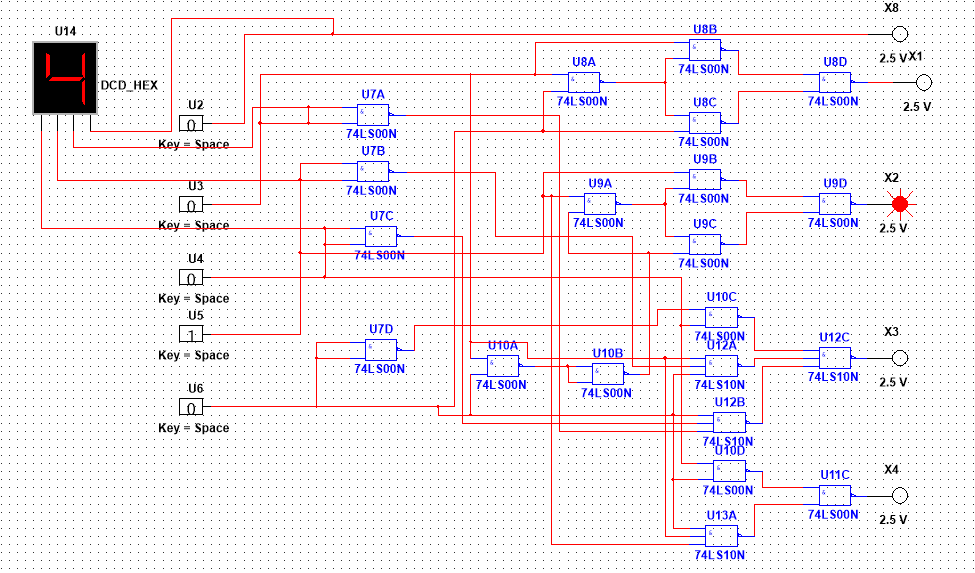 X8
U14
U8B
2.5 V
X1
U8A
U8D
4
DCD_HEX
74LS00N
U7A
74LS00N
74LS00N
U2
2.5 V
0
U8C
Key = Space
74LS00N
74LS00N
U7B
U9B
U3
74LS00N
U9A
74LS00N
U9D
X2
0
U7C
74LS00N
U9C
74LS00N
2.5 V
Key = Space
74LS00N
74LS00N
U4
0
Key = Space
U10C
U5
U7D
74LS00N
U12C
X3
1
U10A
U12A
Key = Space
74LS00N
U10B
74LS10N
74LS10N
2.5 V
U6
74LS00N
74LS00N
U12B
0
Key = Space
74LS10N
U10D
U11C
X4
74LS00N
74LS00N
2.5 V
U13A
74LS10N